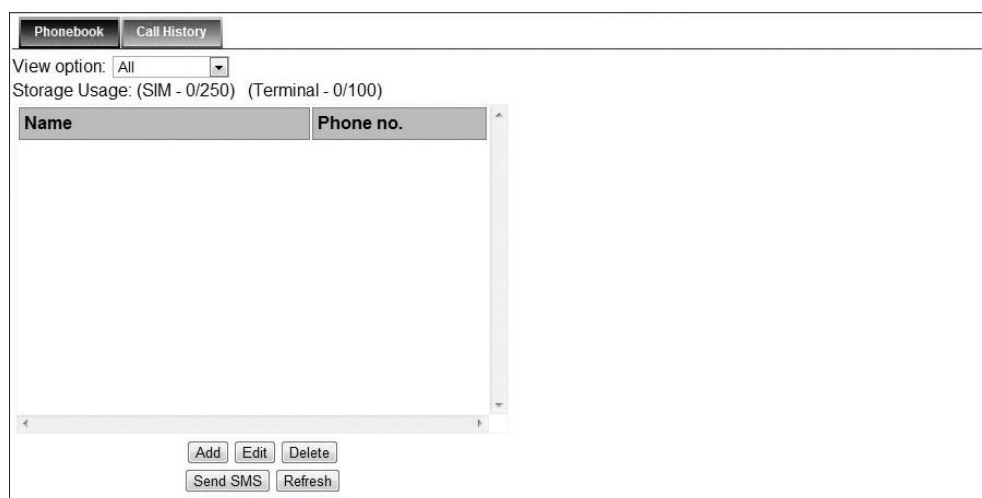 Phonebook Call History
View option: All
Storage Usage: (SIM - 0/250) (Terminal - 0/100)
Name Phone no.
Add Edit Delete
Send SMS Refresh